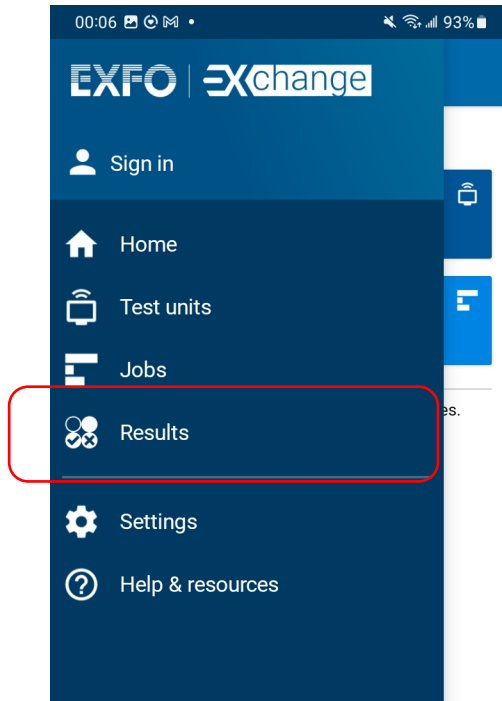 00:06 93%
EXFO EXchange
Sign in
Home
Test units
Jobs
Results
es.
Settings
Help & resources